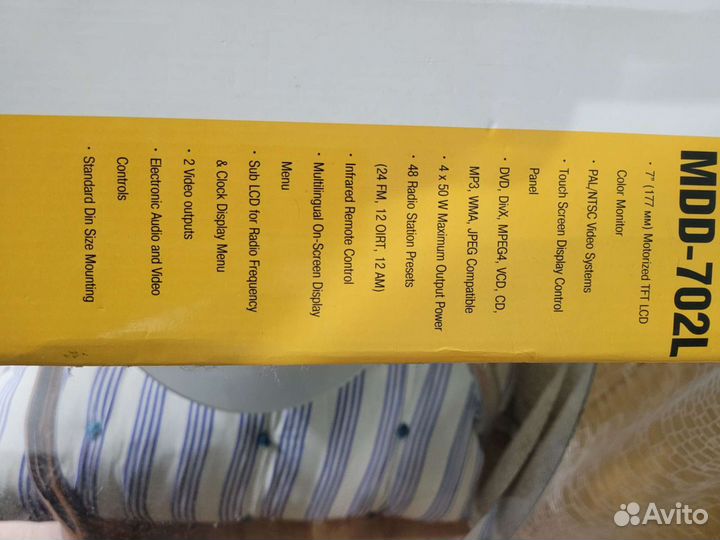 MDD-702L
· 7" (177 мм) Motorized TFT LCD
Color Monitor
· PAL/NTSC Video Systems
· Touch Screen Display Control
Panel
· DVD, DivX, MPEG4, VCD, CD,
MP3, WMA, JPEG Compatible
· 4 x 50 W Maximum Output Power
· 48 Radio Station Presets
(24 FM, 12 OIRT, 12 AM)
· Infrared Remote Control
· Multilingual On-Screen Display
Menu
· Sub LCD for Radio Frequency
& Clock Display Menu
· 2 Video outputs
· Electronic Audio and Video
Controls
· Standard Din Size Mounting
Avito